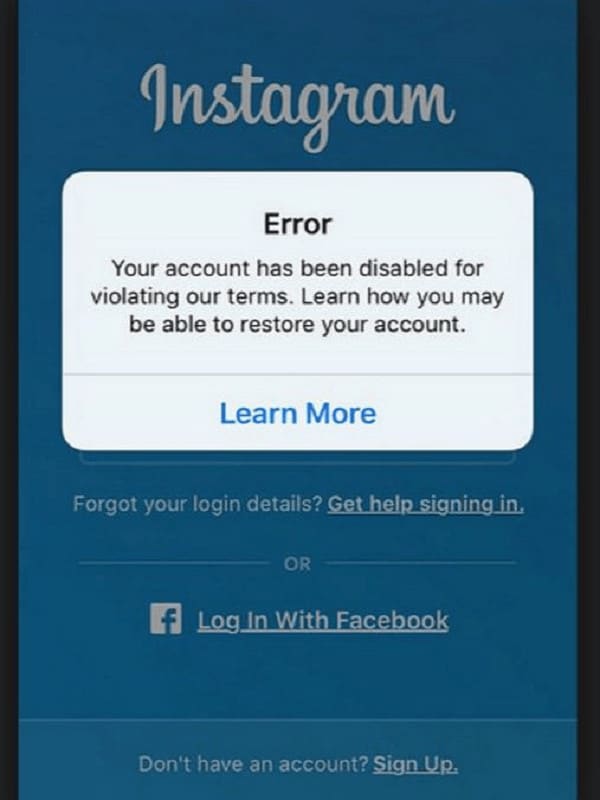 Instagram
Error
Your account has been disabled for
violating our terms. Learn how you may
be able to restore your account.
Learn More
Forgot your login details? Get help signing in.
OR
f Log In With Facebook
Don't have an account? Sign Up.